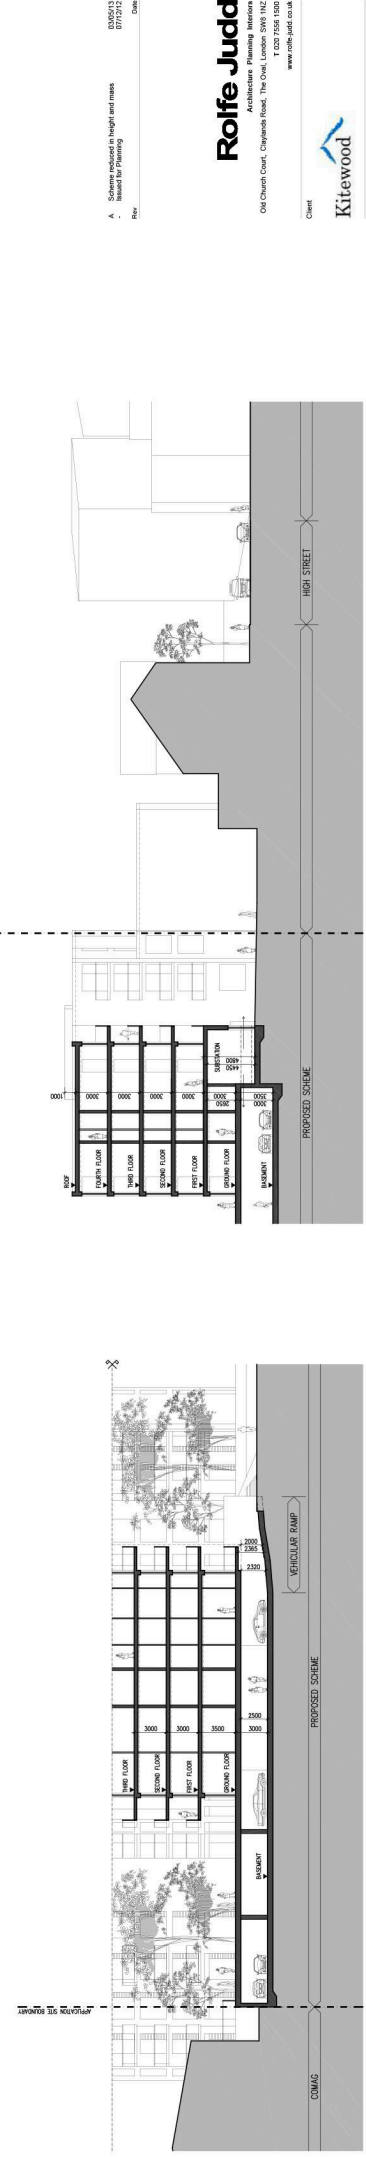 A Scheme reduced in height and mass 03/05/13
- Issued for Planning 07/12/12
Rev Date
Rolfe Judd
Architecture Planning Interiors
Old Church Court, Claylands Road, The Oval, London SW8 1NZ
T 020 7556 1500
www.rolfe-judd.co.uk
Client
Kitewood
HIGH STREET
PROPOSED SCHEME
ROOF
FOURTH FLOOR
THIRD FLOOR
SECOND FLOOR
FIRST FLOOR
GROUND FLOOR
BASEMENT
SUBSTATION
1000
3000
3000
3000
3000
3000
2650
3500
3000
4800
4450
APPLICATION SITE BOUNDARY
COMAG
PROPOSED SCHEME
VEHICULAR RAMP
THIRD FLOOR
SECOND FLOOR
FIRST FLOOR
GROUND FLOOR
BASEMENT
3000
3000
3500
2500
3000
2000
2365
2320